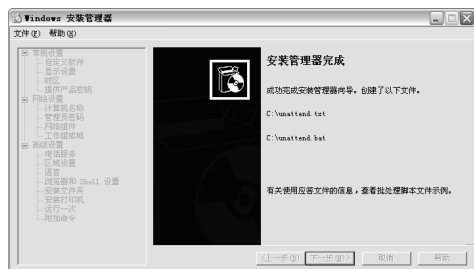 Windows 安装管理器
文件(F) 帮助(H)
常规设置
自定义软件
显示设置
时区
提供产品密钥
网络设置
计算机名称
管理员密码
网络组件
工作组或域
高级设置
电话服务
区域设置
语言
浏览器和 Shell 设置
安装文件夹
安装打印机
运行一次
附加命令
安装管理器完成
成功完成安装管理器向导。创建了以下文件。
C:\unattend.txt
C:\unattend.bat
有关使用应答文件的信息，查看批处理脚本文件示例。
<上一步(B) 下一步(N)> 取消 帮助